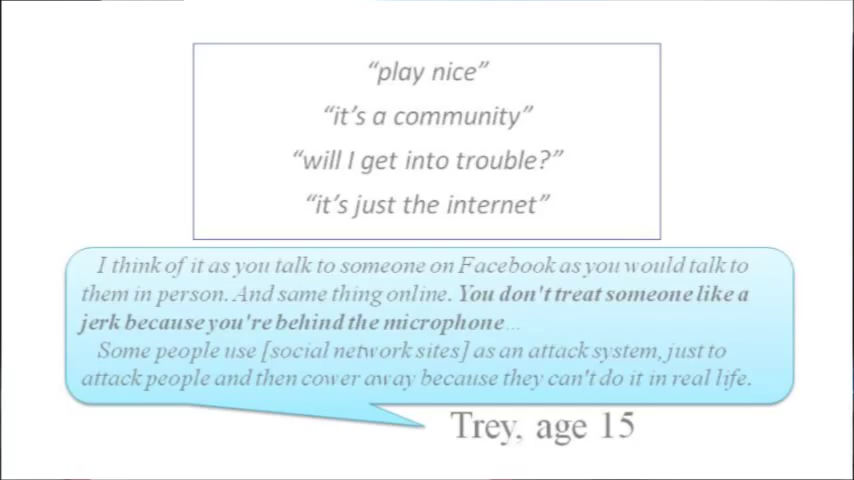 “play nice”
“it’s a community”
“will I get into trouble?”
“it’s just the internet”
I think of it as you talk to someone on Facebook as you would talk to
them in person. And same thing online. You don't treat someone like a
jerk because you're behind the microphone…
Some people use [social network sites] as an attack system, just to
attack people and then cower away because they can't do it in real life.
Trey, age 15